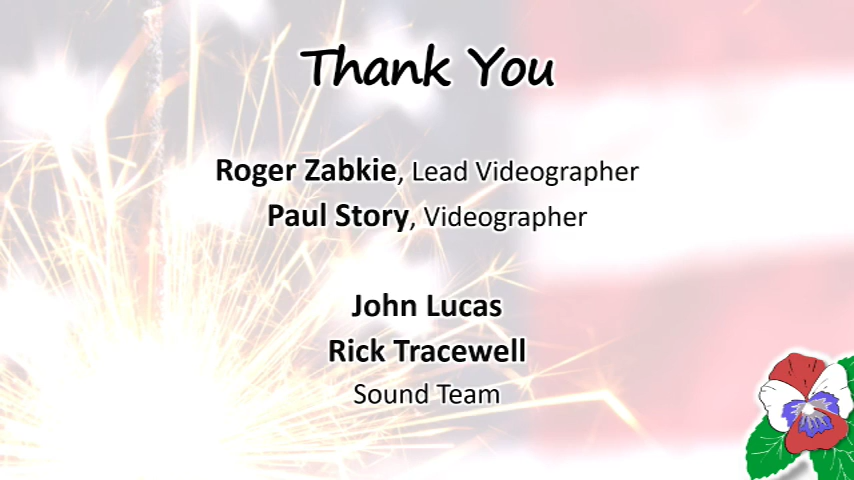 Thank You
Roger Zabkie, Lead Videographer
Paul Story, Videographer
John Lucas
Rick Tracewell
Sound Team